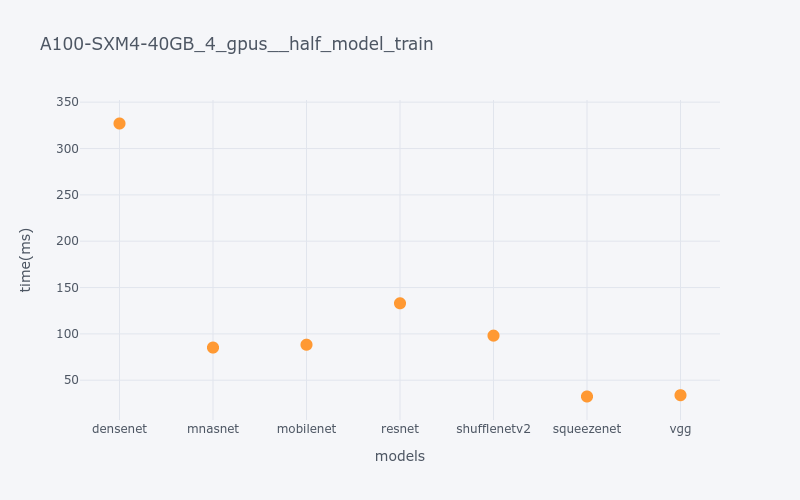 A100-SXM4-40GB_4_gpus__half_model_train
350
300
250
200
150
100
50
time(ms)
densenet mnasnet mobilenet resnet shufflenetv2 squeezenet vgg
models